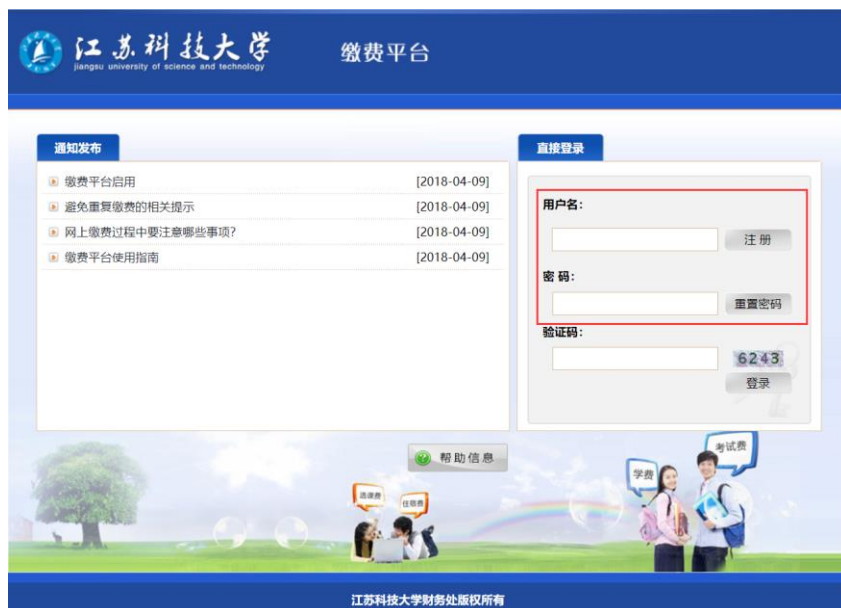 江苏科技大学
jiangsu university of science and technology
缴费平台
通知发布
缴费平台启用 [2018-04-09]
避免重复缴费的相关提示 [2018-04-09]
网上缴费过程中要注意哪些事项? [2018-04-09]
缴费平台使用指南 [2018-04-09]
直接登录
用户名：
注 册
密 码：
重置密码
验证码：
6243
登录
帮助信息
选课费
住宿费
学费
考试费
江苏科技大学财务处版权所有